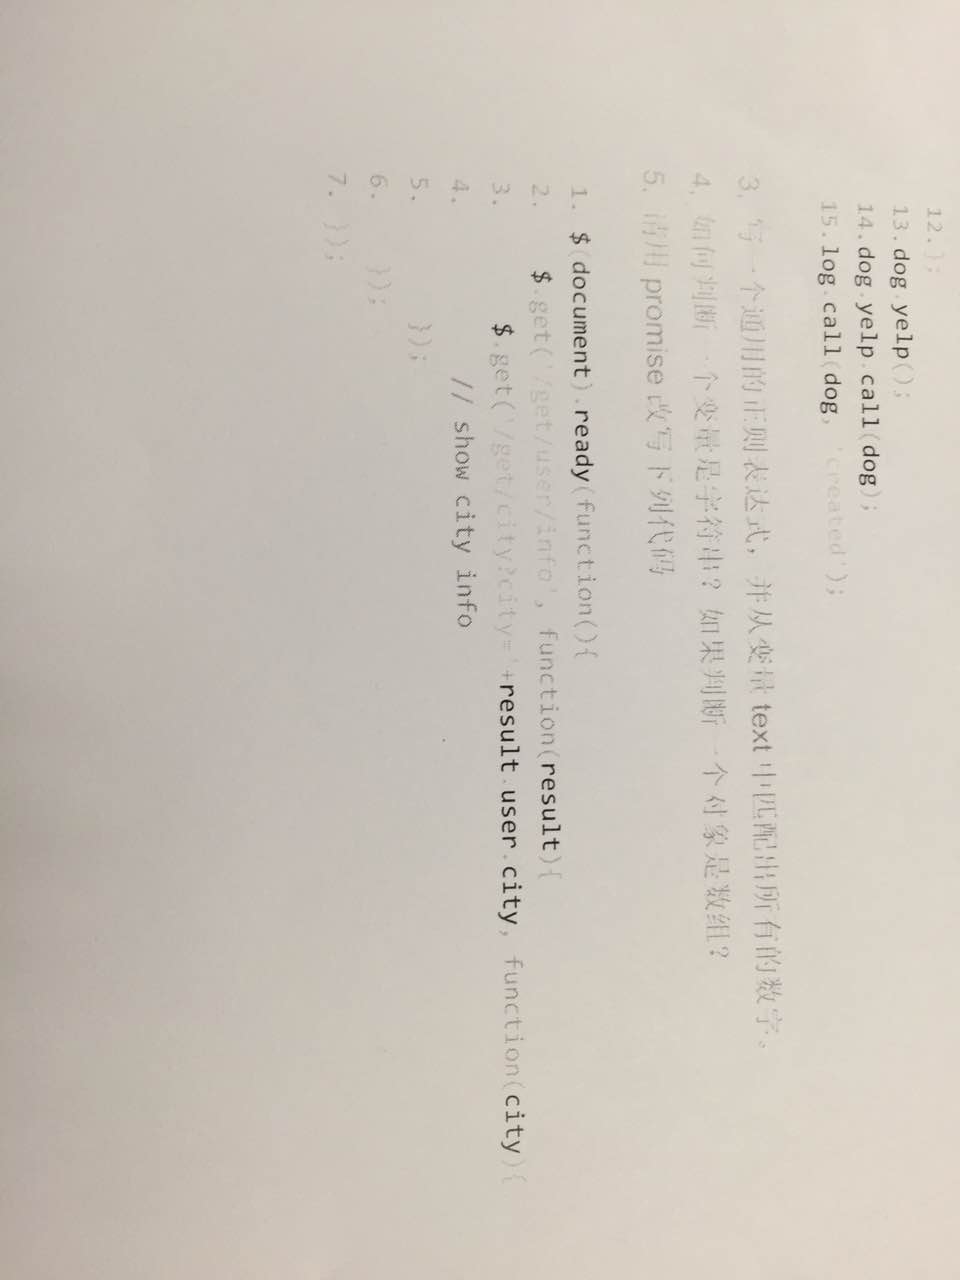 12.};
13.dog.yelp();
14.dog.yelp.call(dog);
15.log.call(dog, 'created');
3. 写一个通用的正则表达式，并从变量 text 中匹配出所有的数字。
4. 如何判断一个变量是字符串？如果判断一个对象是数组？
5. 请用 promise 改写下列代码
1. $(document).ready(function(){
2. $.get('/get/user/info', function(result){
3. $.get('/get/city?city='+result.user.city, function(city){
4. // show city info
5. });
6. });
7. });